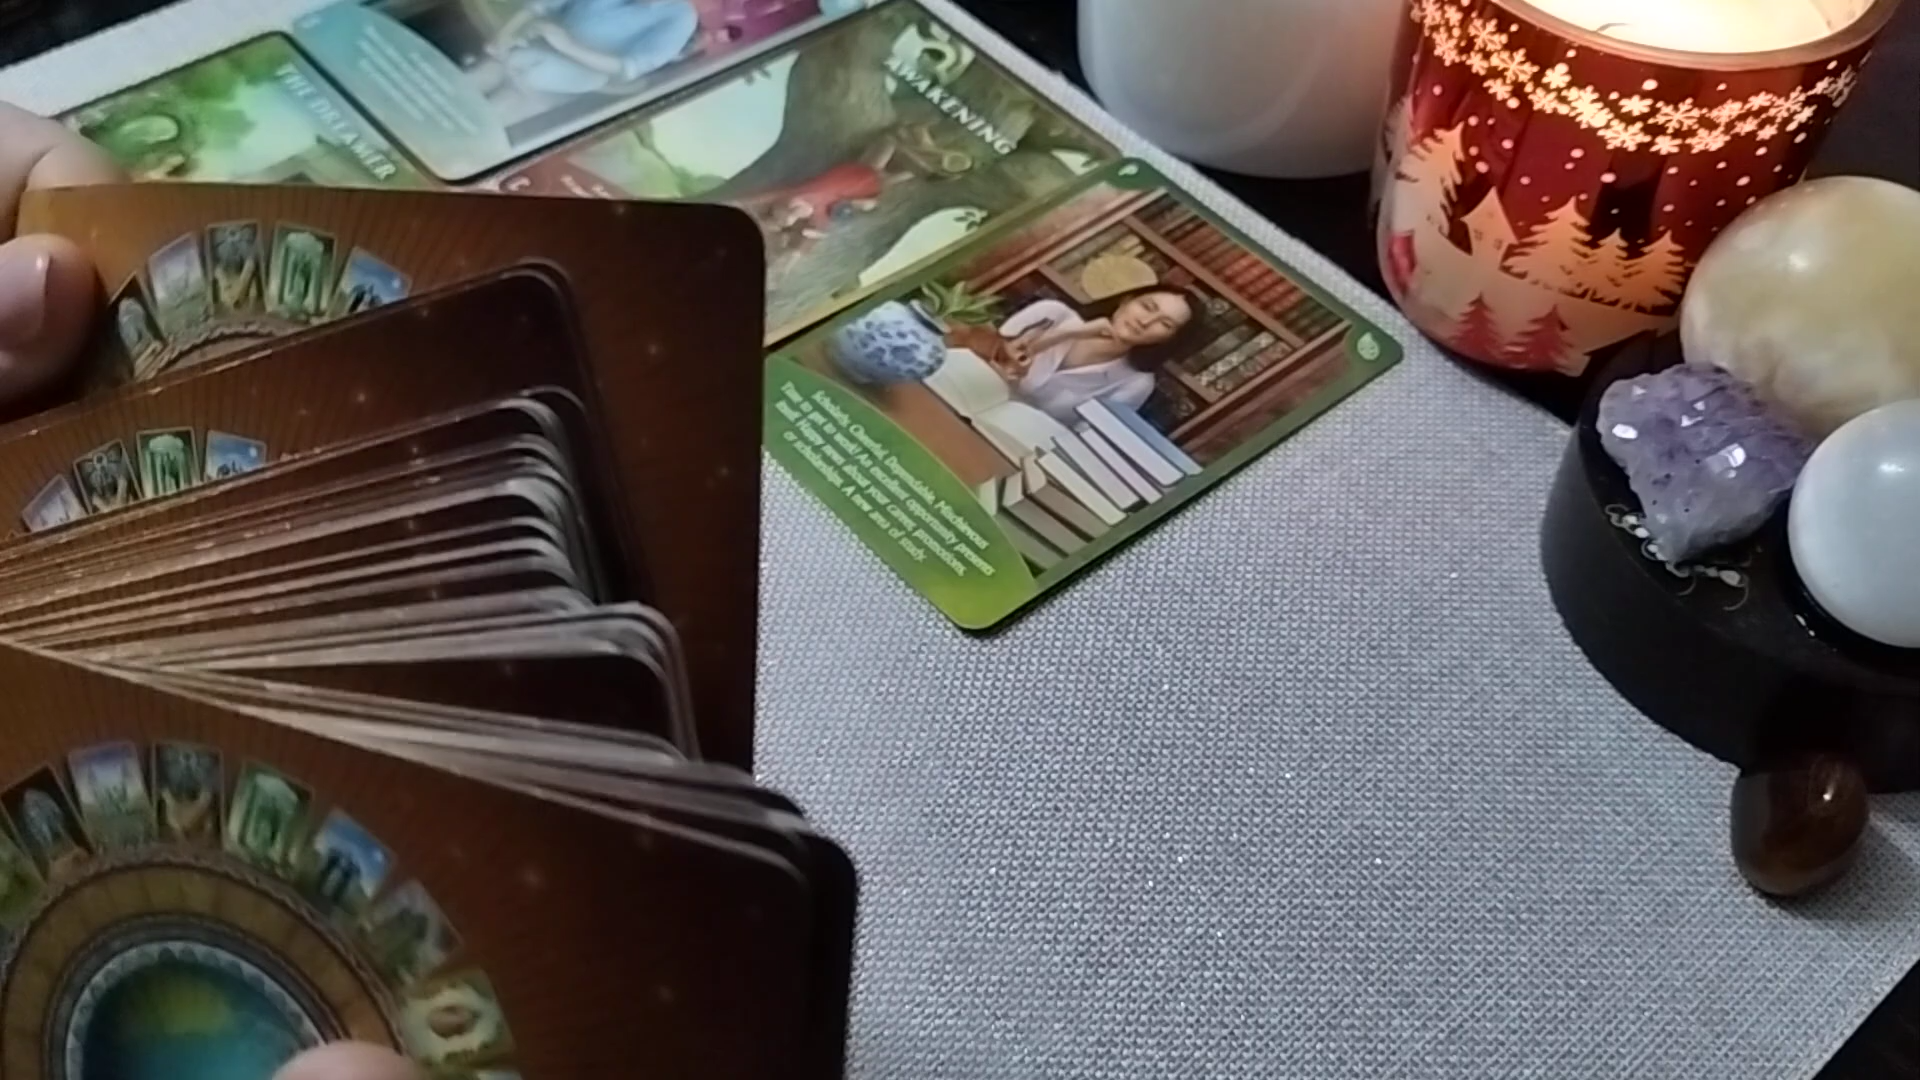 THE DREAMER
AWAKENING
Scholarly, Cheerful, Dependable, Mischievous
Time to get to work! An excellent opportunity presents
itself. Happy news about your career, promotions,
or scholarships. A new area of study.